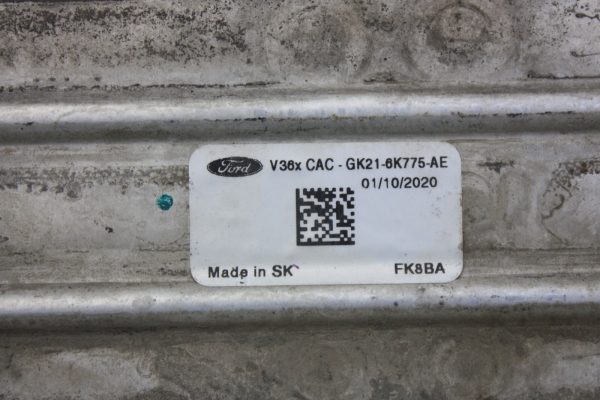 Ford V36x CAC - GK21-6K775-AE
01/10/2020
Made in SK FK8BA